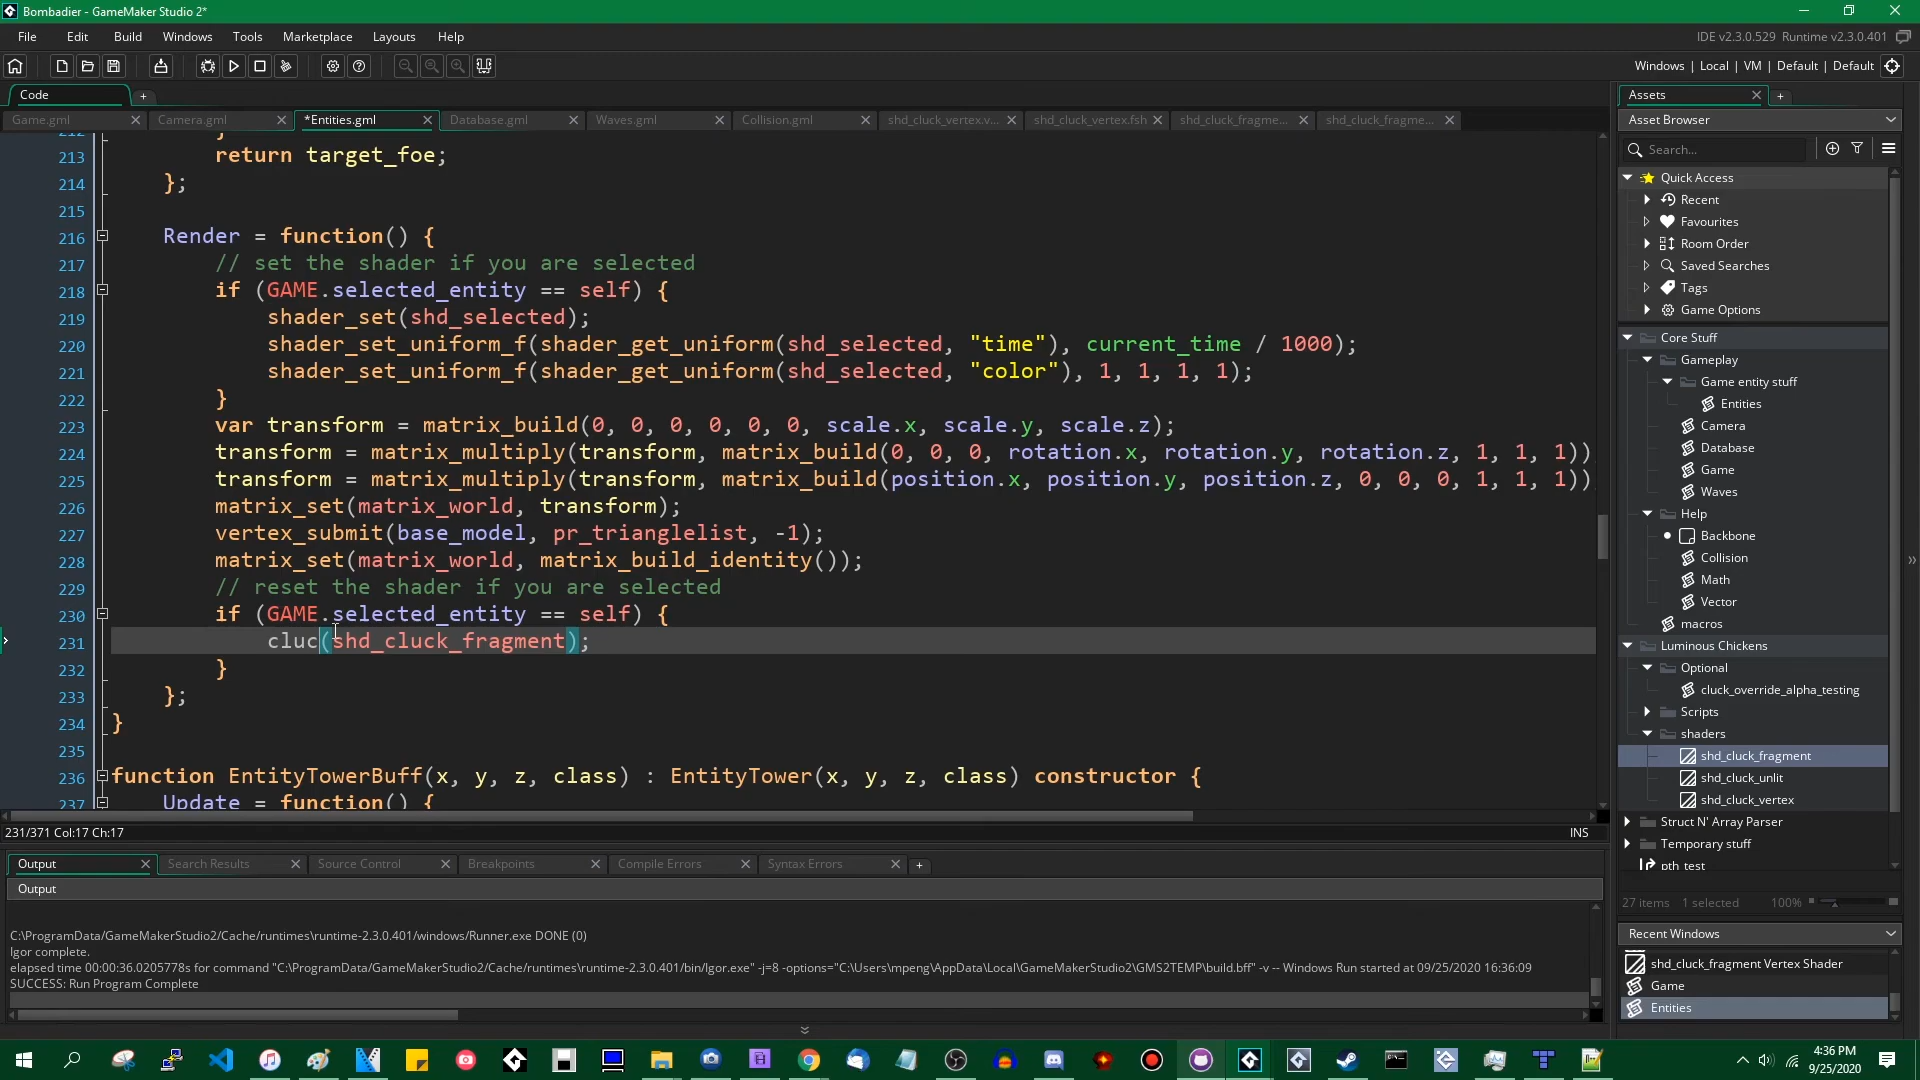 Bombadier - GameMaker Studio 2*
File Edit Build Windows Tools Marketplace Layouts Help
IDE v2.3.0.529 Runtime v2.3.0.401
Windows | Local | VM | Default | Default
Code
Game.gml Camera.gml *Entities.gml Database.gml Waves.gml Collision.gml shd_cluck_vertex.v... shd_cluck_vertex.fsh shd_cluck_fragme... shd_cluck_fragme...
213 return target_foe;
214 };
215
216 Render = function() {
217 // set the shader if you are selected
218 if (GAME.selected_entity == self) {
219 shader_set(shd_selected);
220 shader_set_uniform_f(shader_get_uniform(shd_selected, "time"), current_time / 1000);
221 shader_set_uniform_f(shader_get_uniform(shd_selected, "color"), 1, 1, 1, 1);
222 }
223 var transform = matrix_build(0, 0, 0, 0, 0, 0, scale.x, scale.y, scale.z);
224 transform = matrix_multiply(transform, matrix_build(0, 0, 0, rotation.x, rotation.y, rotation.z, 1, 1, 1))
225 transform = matrix_multiply(transform, matrix_build(position.x, position.y, position.z, 0, 0, 0, 1, 1, 1))
226 matrix_set(matrix_world, transform);
227 vertex_submit(base_model, pr_trianglelist, -1);
228 matrix_set(matrix_world, matrix_build_identity());
229 // reset the shader if you are selected
230 if (GAME.selected_entity == self) {
231 cluc(shd_cluck_fragment);
232 }
233 };
234 }
235
236 function EntityTowerBuff(x, y, z, class) : EntityTower(x, y, z, class) constructor {
237 Update = function() {
231/371 Col:17 Ch:17
INS
Output Search Results Source Control Breakpoints Compile Errors Syntax Errors
Output
C:\ProgramData/GameMakerStudio2/Cache/runtimes\runtime-2.3.0.401/windows/Runner.exe DONE (0)
Igor complete.
elapsed time 00:00:36.0205778s for command "C:\ProgramData/GameMakerStudio2/Cache/runtimes\runtime-2.3.0.401/bin/Igor.exe" -j=8 -options="C:\Users\mpeng\AppData\Local\GameMakerStudio2\GMS2TEMP\build.bff" -v -- Windows Run started at 09/25/2020 16:36:09
SUCCESS: Run Program Complete
Assets
Asset Browser
Search...
Quick Access
Recent
Favourites
Room Order
Saved Searches
Tags
Game Options
Core Stuff
Gameplay
Game entity stuff
Entities
Camera
Database
Game
Waves
Help
Backbone
Collision
Math
Vector
macros
Luminous Chickens
Optional
cluck_override_alpha_testing
Scripts
shaders
shd_cluck_fragment
shd_cluck_unlit
shd_cluck_vertex
Struct N' Array Parser
Temporary stuff
pth_test
27 items 1 selected 100%
Recent Windows
shd_cluck_fragment Vertex Shader
Game
Entities
4:36 PM
9/25/2020